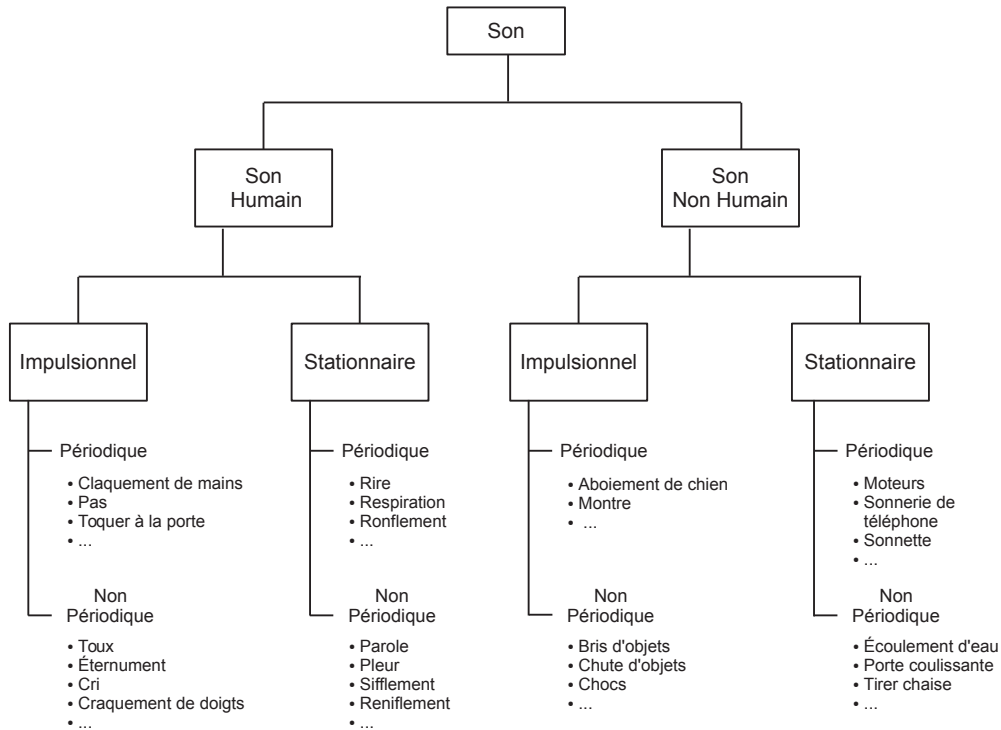 Son
Son
Humain
Son
Non Humain
Impulsionnel
Stationnaire
Impulsionnel
Stationnaire
Périodique
• Claquement de mains
• Pas
• Toquer à la porte
• ...
Non
Périodique
• Toux
• Éternument
• Cri
• Craquement de doigts
• ...
Périodique
• Rire
• Respiration
• Ronflement
• ...
Non
Périodique
• Parole
• Pleur
• Sifflement
• Reniflement
• ...
Périodique
• Aboiement de chien
• Montre
• ...
Non
Périodique
• Bris d'objets
• Chute d'objets
• Chocs
• ...
Périodique
• Moteurs
• Sonnerie de
téléphone
• Sonnette
• ...
Non
Périodique
• Écoulement d'eau
• Porte coulissante
• Tirer chaise
• ...